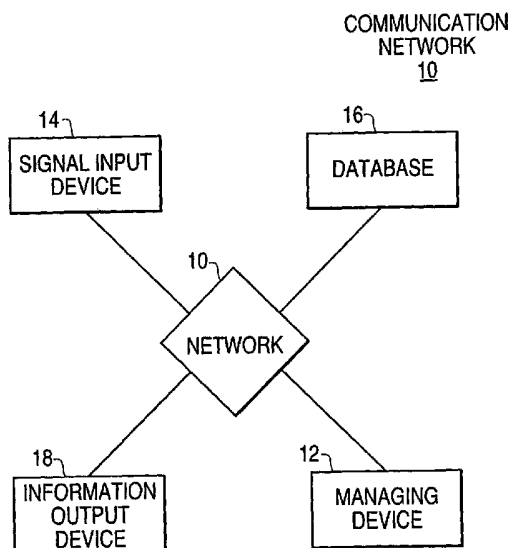 COMMUNICATION
NETWORK
10
14
SIGNAL INPUT
DEVICE
16
DATABASE
10
NETWORK
18
INFORMATION
OUTPUT
DEVICE
12
MANAGING
DEVICE